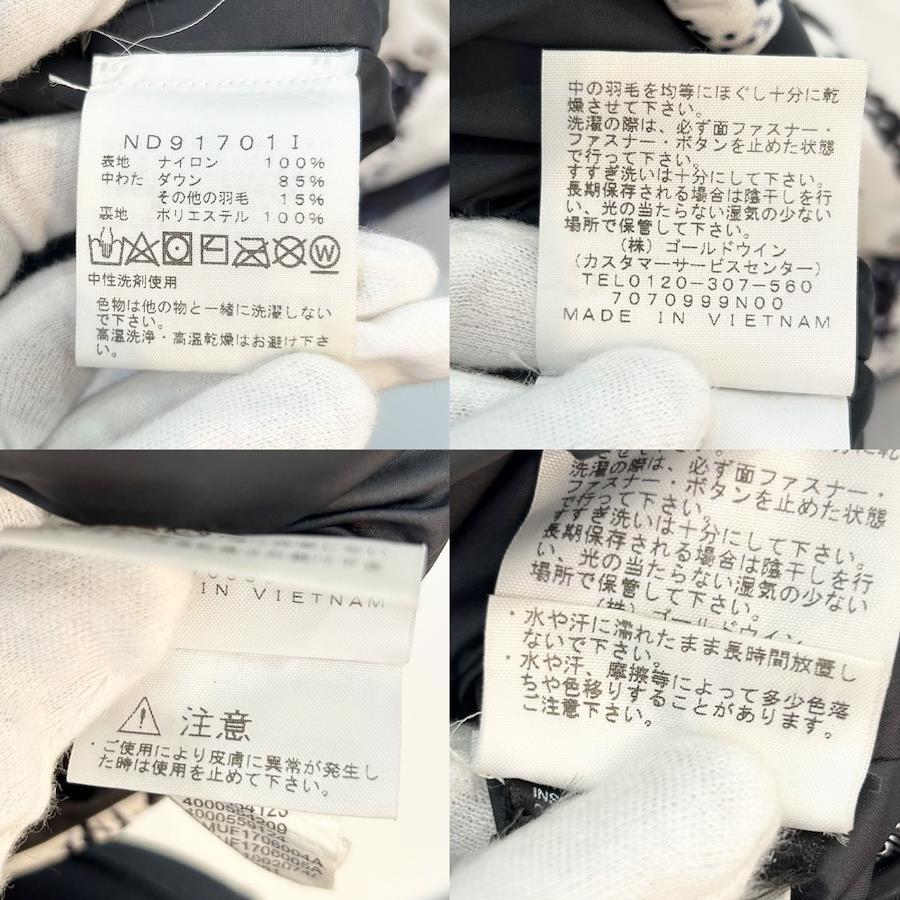 ND91701I
表地 ナイロン 100%
中わた ダウン 85%
その他の羽毛 15%
裏地 ポリエステル 100%
W
中性洗剤使用
色物は他の物と一緒に洗濯しない
で下さい。
高温洗浄・高温乾燥はお避け下さ
い。
中の羽毛を均等にほぐし十分に乾
燥させて下さい。
洗濯の際は、必ず面ファスナー・
ファスナー・ボタンを止めた状態
で行って下さい。
すすぎ洗いは十分にして下さい。
長期保存される場合は陰干しを行
い、光の当たらない湿気の少ない
場所で保管して下さい。
(株)ゴールドウイン
(カスタマーサービスセンター)
TEL0120-307-560
7070999N00
MADE IN VIETNAM
IN VIETNAM
注意
・ご使用により皮膚に異常が発生し
た時は使用を止めて下さい。
4000559134
MUF1706004A
洗濯の際は、必ず面ファスナー・
ファスナー・ボタンを止めた状態
で行って下さい。
すすぎ洗いは十分にして下さい。
長期保存される場合は陰干しを行
い、光の当たらない湿気の少ない
場所で保管して下さい。
(株)ゴールドウイン
・水や汗に濡れたまま長時間放置し
ないで下さい。
・水や汗、摩擦等によって多少色落
ちや色移りすることがあります。
ご注意下さい。